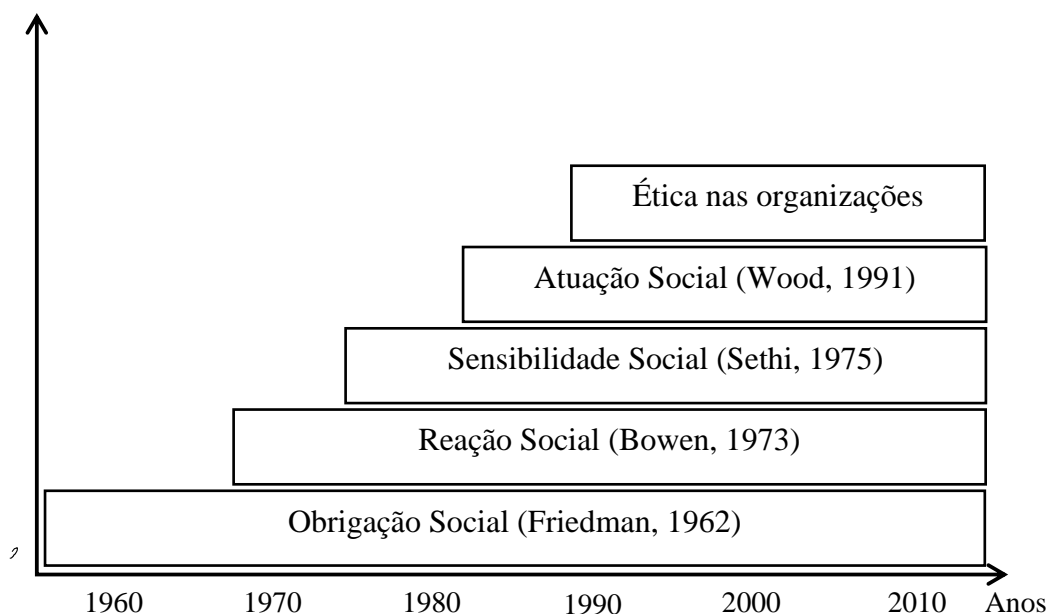 Ética nas organizações
Atuação Social (Wood, 1991)
Sensibilidade Social (Sethi, 1975)
Reação Social (Bowen, 1973)
Obrigação Social (Friedman, 1962)
1960 1970 1980 1990 2000 2010 Anos